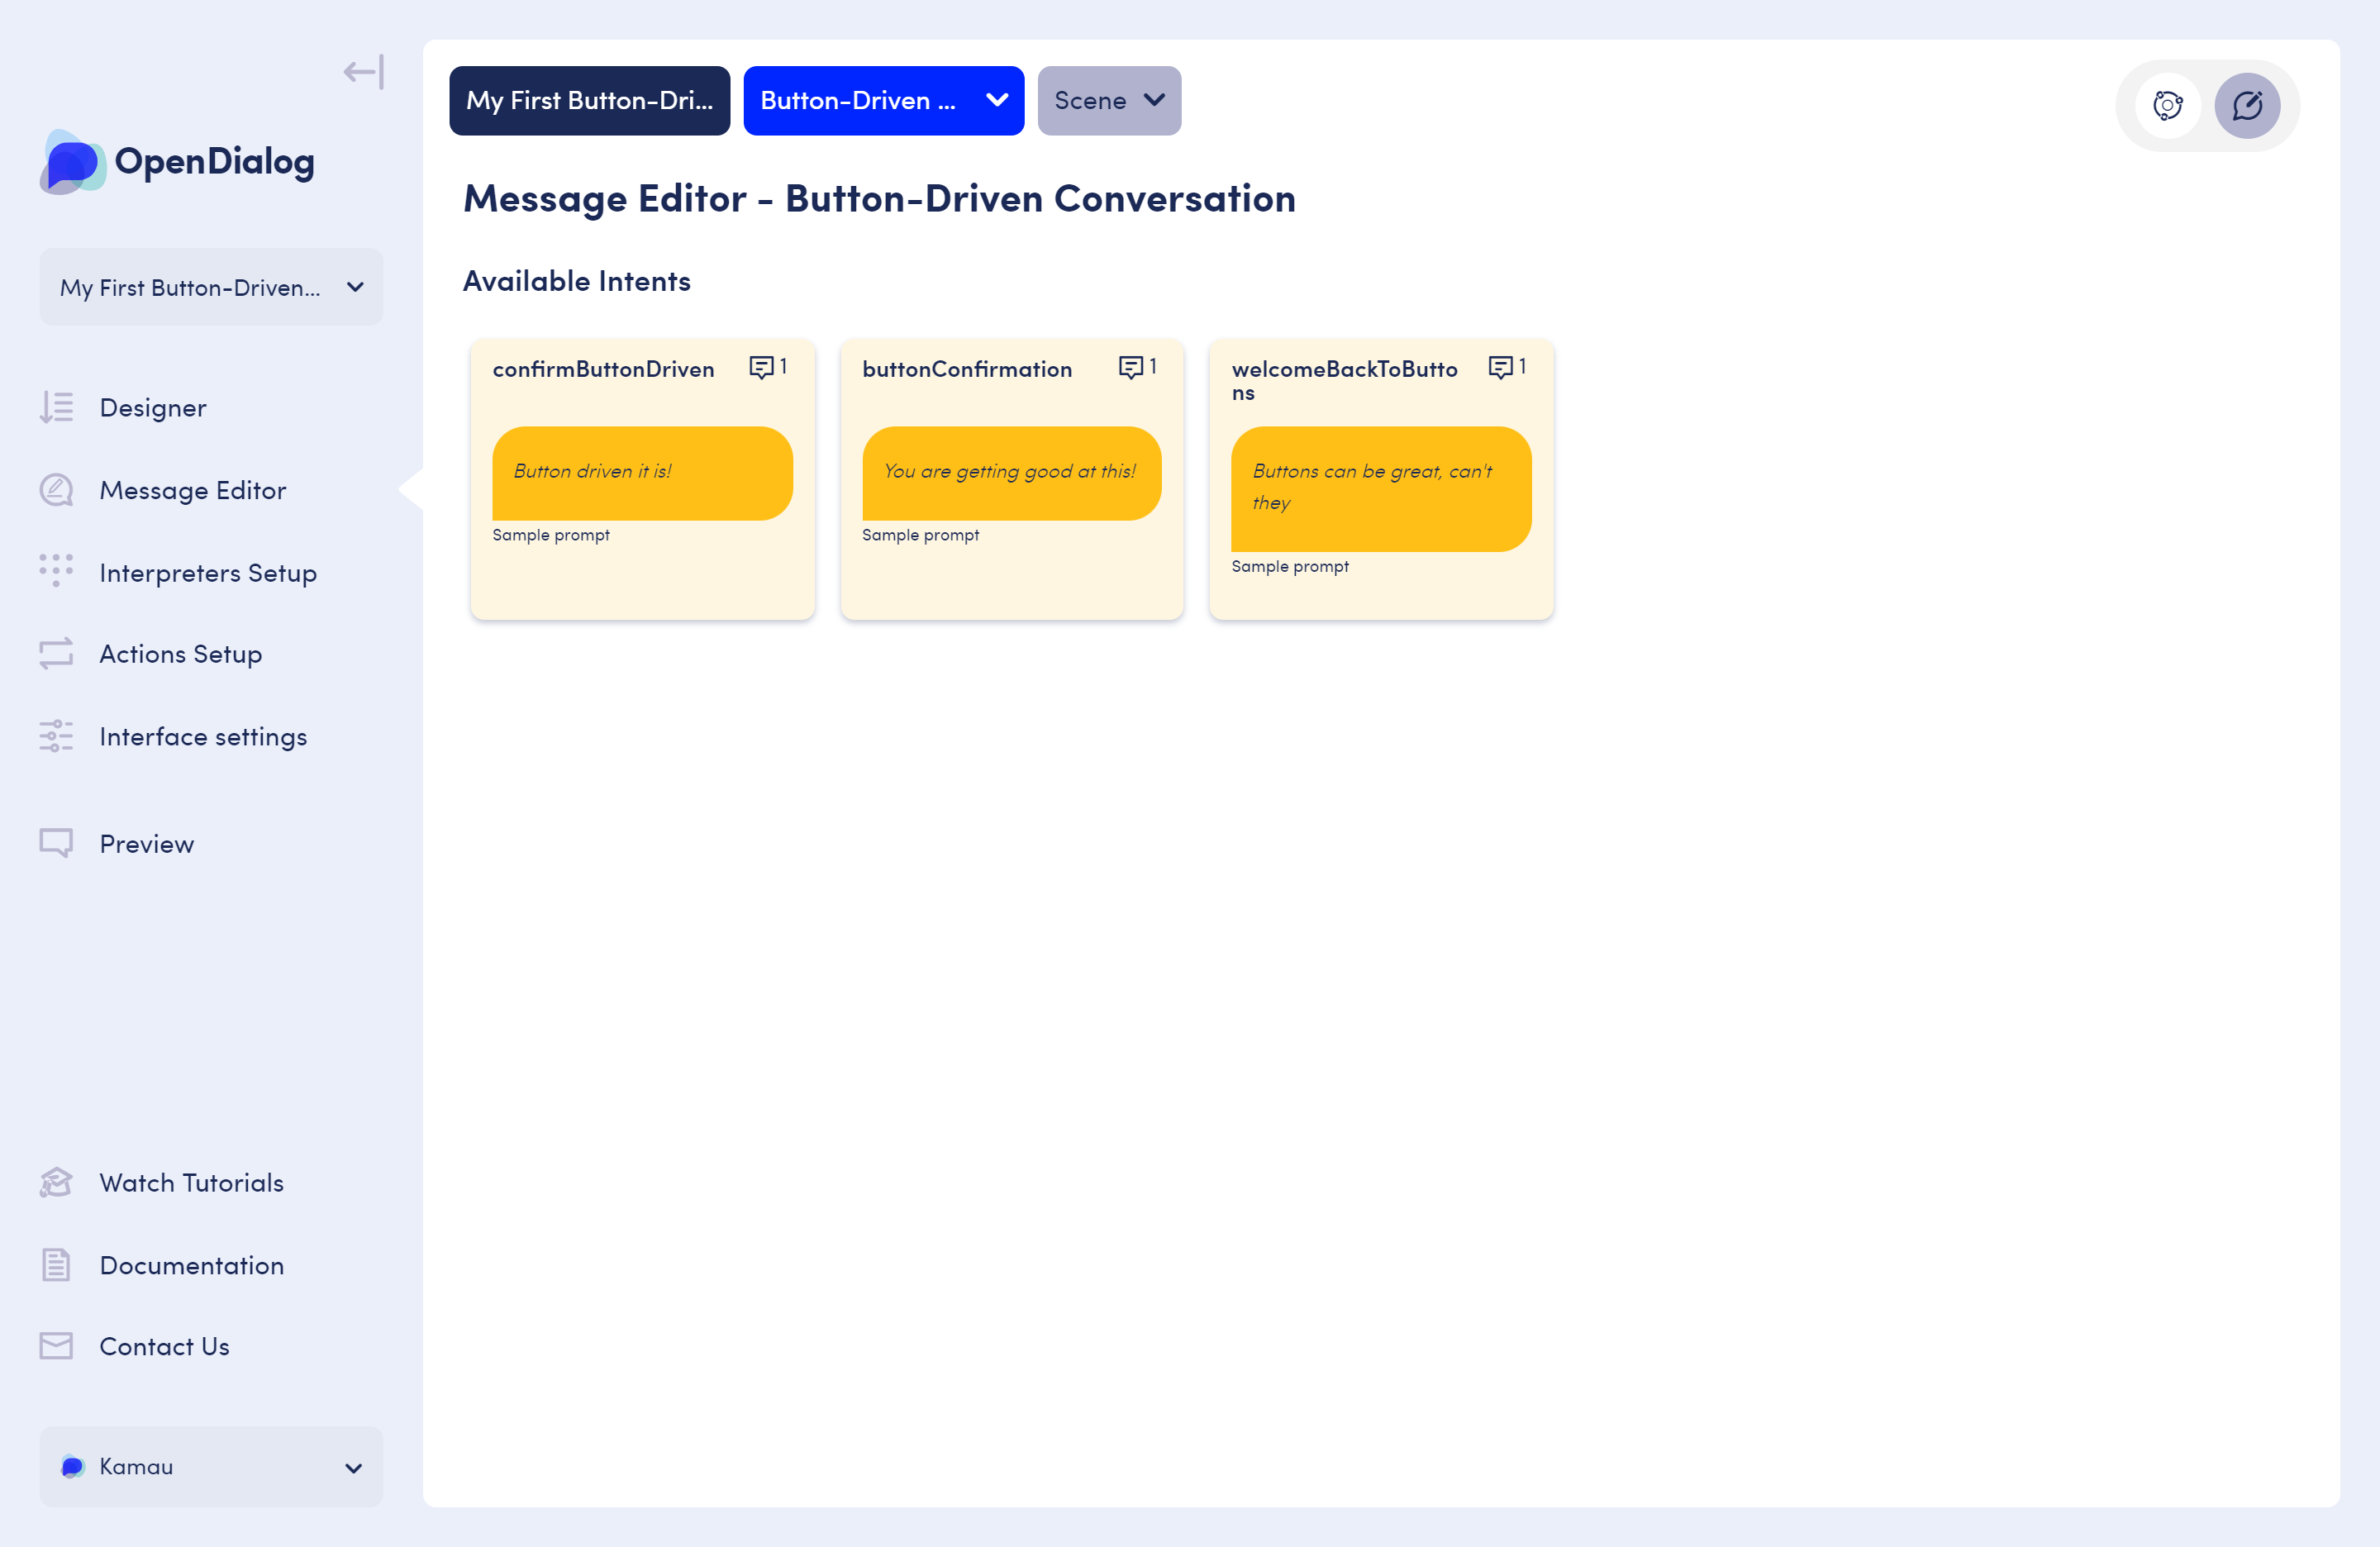 OpenDialog
My First Button-Driven...
Designer
Message Editor
Interpreters Setup
Actions Setup
Interface settings
Preview
Watch Tutorials
Documentation
Contact Us
Kamau
My First Button-Dri...
Button-Driven ...
Scene
Message Editor - Button-Driven Conversation
Available Intents
confirmButtonDriven
1
Button driven it is!
Sample prompt
buttonConfirmation
1
You are getting good at this!
Sample prompt
welcomeBackToButto
ns
1
Buttons can be great, can't
they
Sample prompt